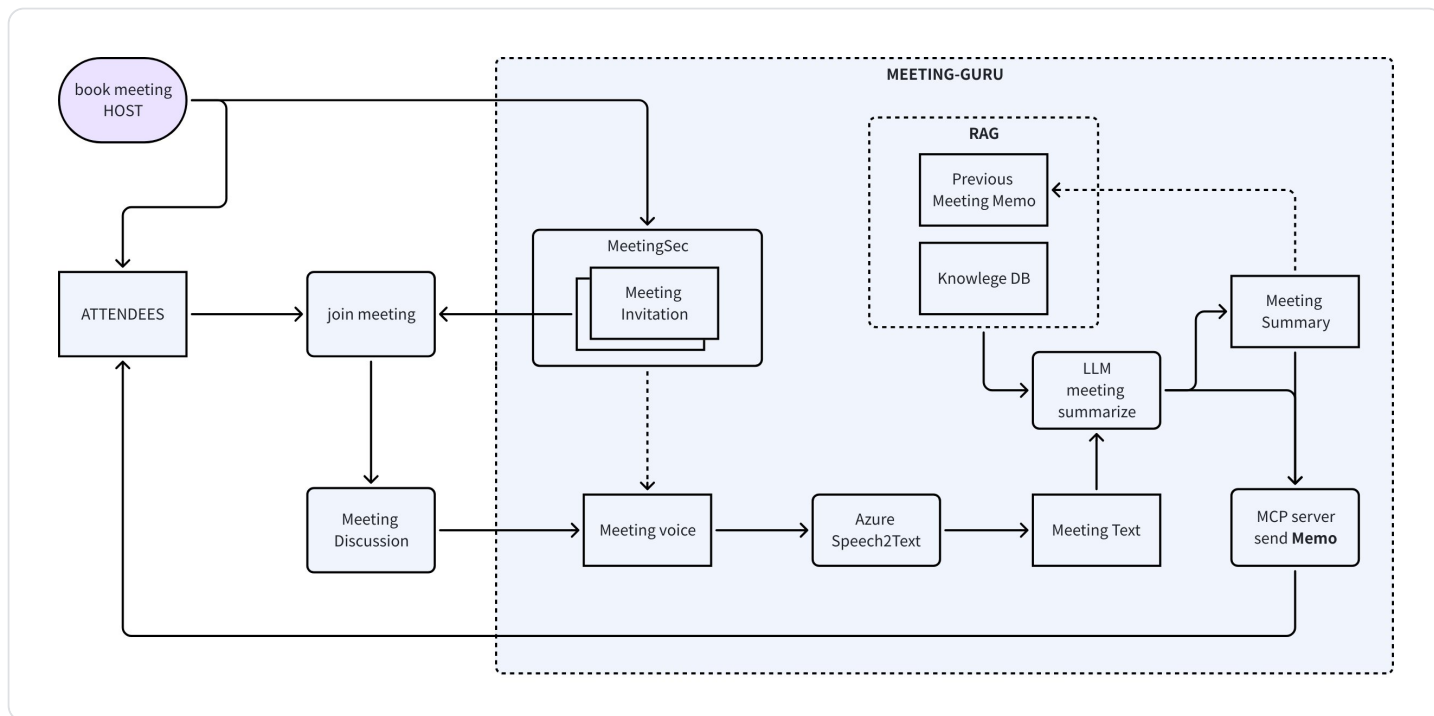 book meeting
HOST
MEETING-GURU
RAG
Previous
Meeting Memo
Knowlege DB
MeetingSec
Meeting
Invitation
ATTENDEES
join meeting
Meeting
Summary
LLM
meeting
summarize
Meeting
Discussion
Meeting voice
Azure
Speech2Text
Meeting Text
MCP server
send Memo